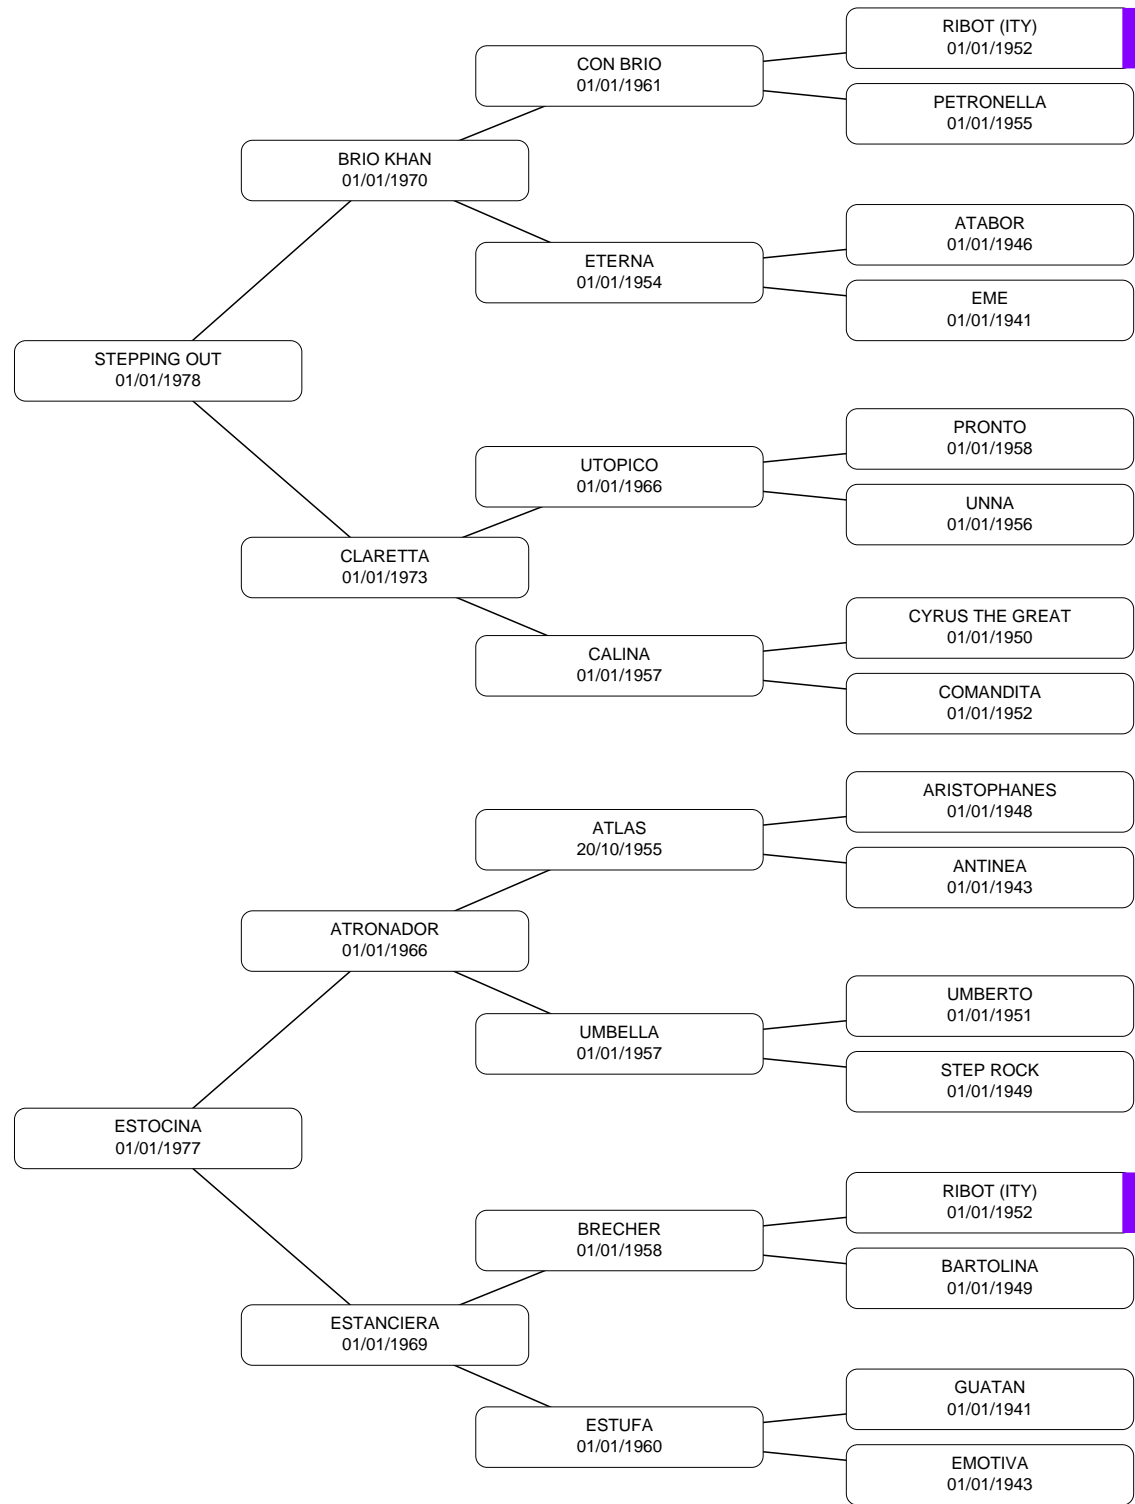 RIBOT (ITY)
01/01/1952
CON BRIO
01/01/1961
PETRONELLA
01/01/1955
BRIO KHAN
01/01/1970
ATABOR
01/01/1946
ETERNA
01/01/1954
EME
01/01/1941
STEPPING OUT
01/01/1978
PRONTO
01/01/1958
UTOPICO
01/01/1966
UNNA
01/01/1956
CLARETTA
01/01/1973
CYRUS THE GREAT
01/01/1950
CALINA
01/01/1957
COMANDITA
01/01/1952
ARISTOPHANES
01/01/1948
ATLAS
20/10/1955
ANTINEA
01/01/1943
ATRONADOR
01/01/1966
UMBERTO
01/01/1951
UMBELLA
01/01/1957
STEP ROCK
01/01/1949
ESTOCINA
01/01/1977
RIBOT (ITY)
01/01/1952
BRECHER
01/01/1958
BARTOLINA
01/01/1949
ESTANCIERA
01/01/1969
GUATAN
01/01/1941
ESTUFA
01/01/1960
EMOTIVA
01/01/1943